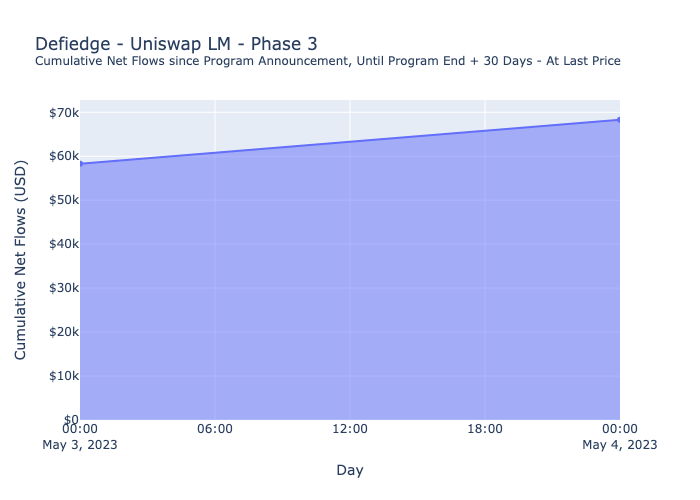 Defiedge - Uniswap LM - Phase 3
Cumulative Net Flows since Program Announcement, Until Program End + 30 Days - At Last Price
Cumulative Net Flows (USD)
$70k
$60k
$50k
$40k
$30k
$20k
$10k
$0
00:00 06:00 12:00 18:00 00:00
May 3, 2023 May 4, 2023
Day